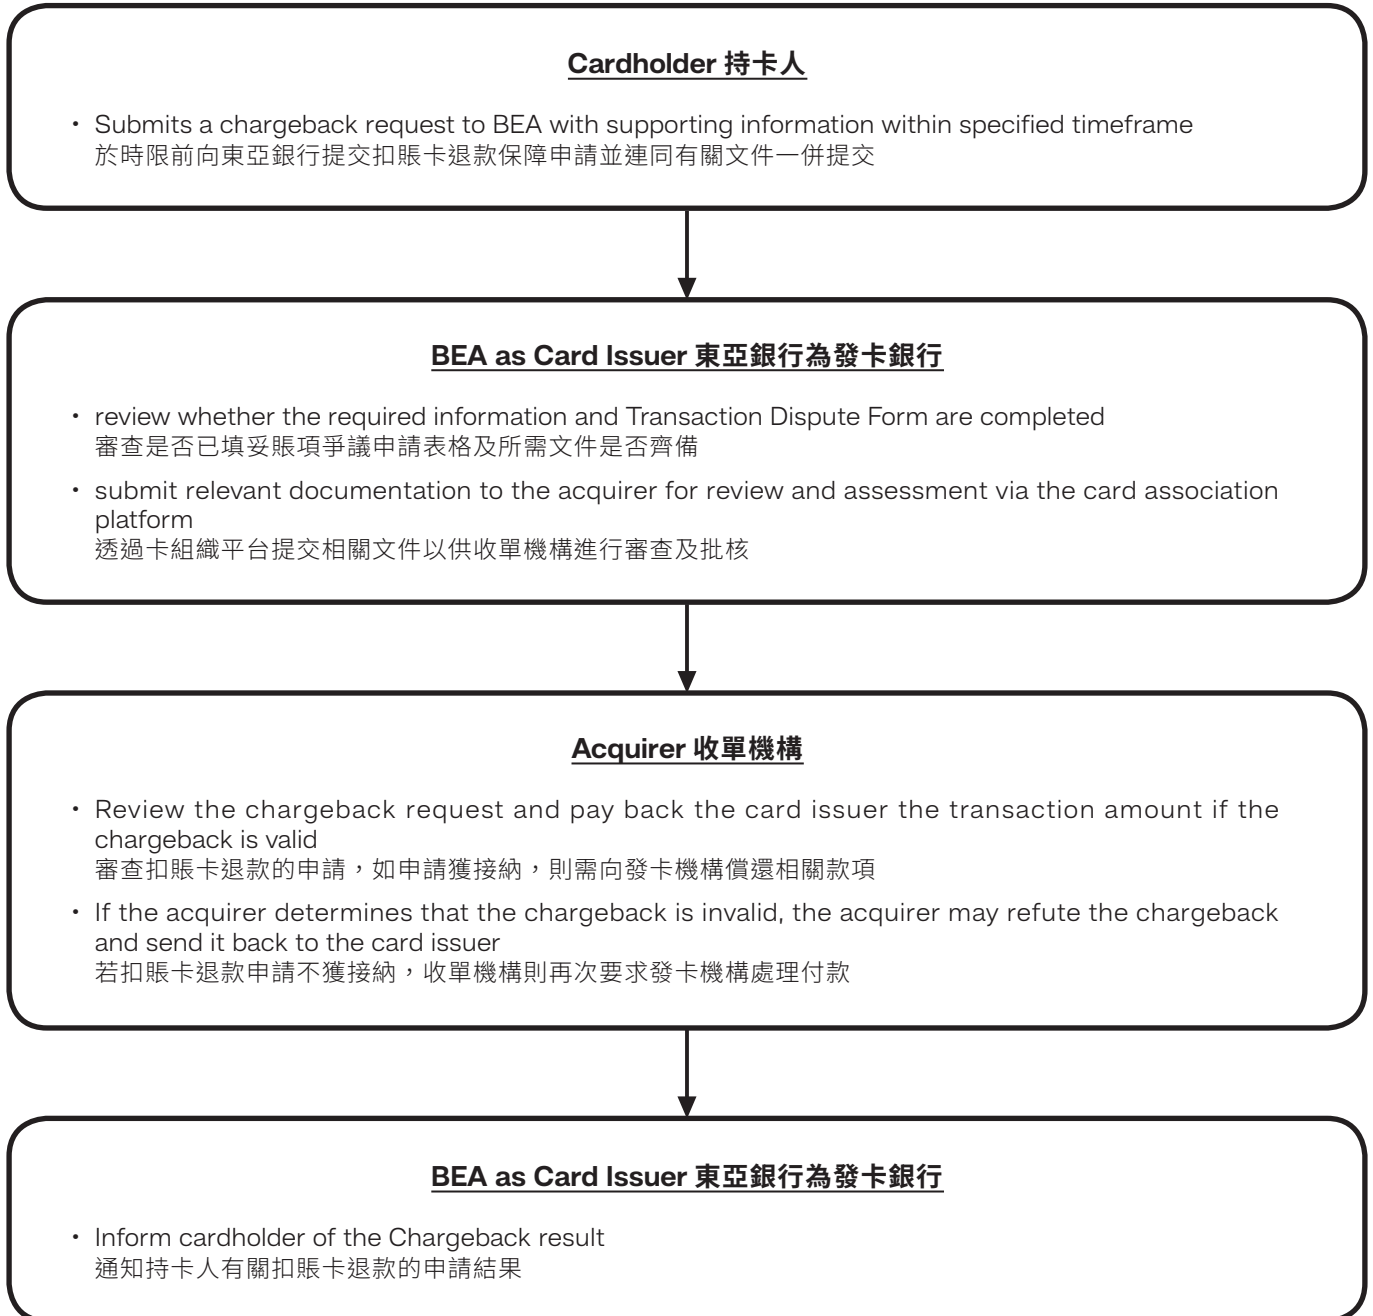 Cardholder 持卡人
• Submits a chargeback request to BEA with supporting information within specified timeframe
於時限前向東亞銀行提交扣賬卡退款保障申請並連同有關文件一併提交
BEA as Card Issuer 東亞銀行為發卡銀行
• review whether the required information and Transaction Dispute Form are completed
審查是否已填妥賬項爭議申請表格及所需文件是否齊備
• submit relevant documentation to the acquirer for review and assessment via the card association
platform
透過卡組織平台提交相關文件以供收單機構進行審查及批核
Acquirer 收單機構
• Review the chargeback request and pay back the card issuer the transaction amount if the
chargeback is valid
審查扣賬卡退款的申請，如申請獲接納，則需向發卡機構償還相關款項
• If the acquirer determines that the chargeback is invalid, the acquirer may refute the chargeback
and send it back to the card issuer
若扣賬卡退款申請不獲接納，收單機構則再次要求發卡機構處理付款
BEA as Card Issuer 東亞銀行為發卡銀行
• Inform cardholder of the Chargeback result
通知持卡人有關扣賬卡退款的申請結果